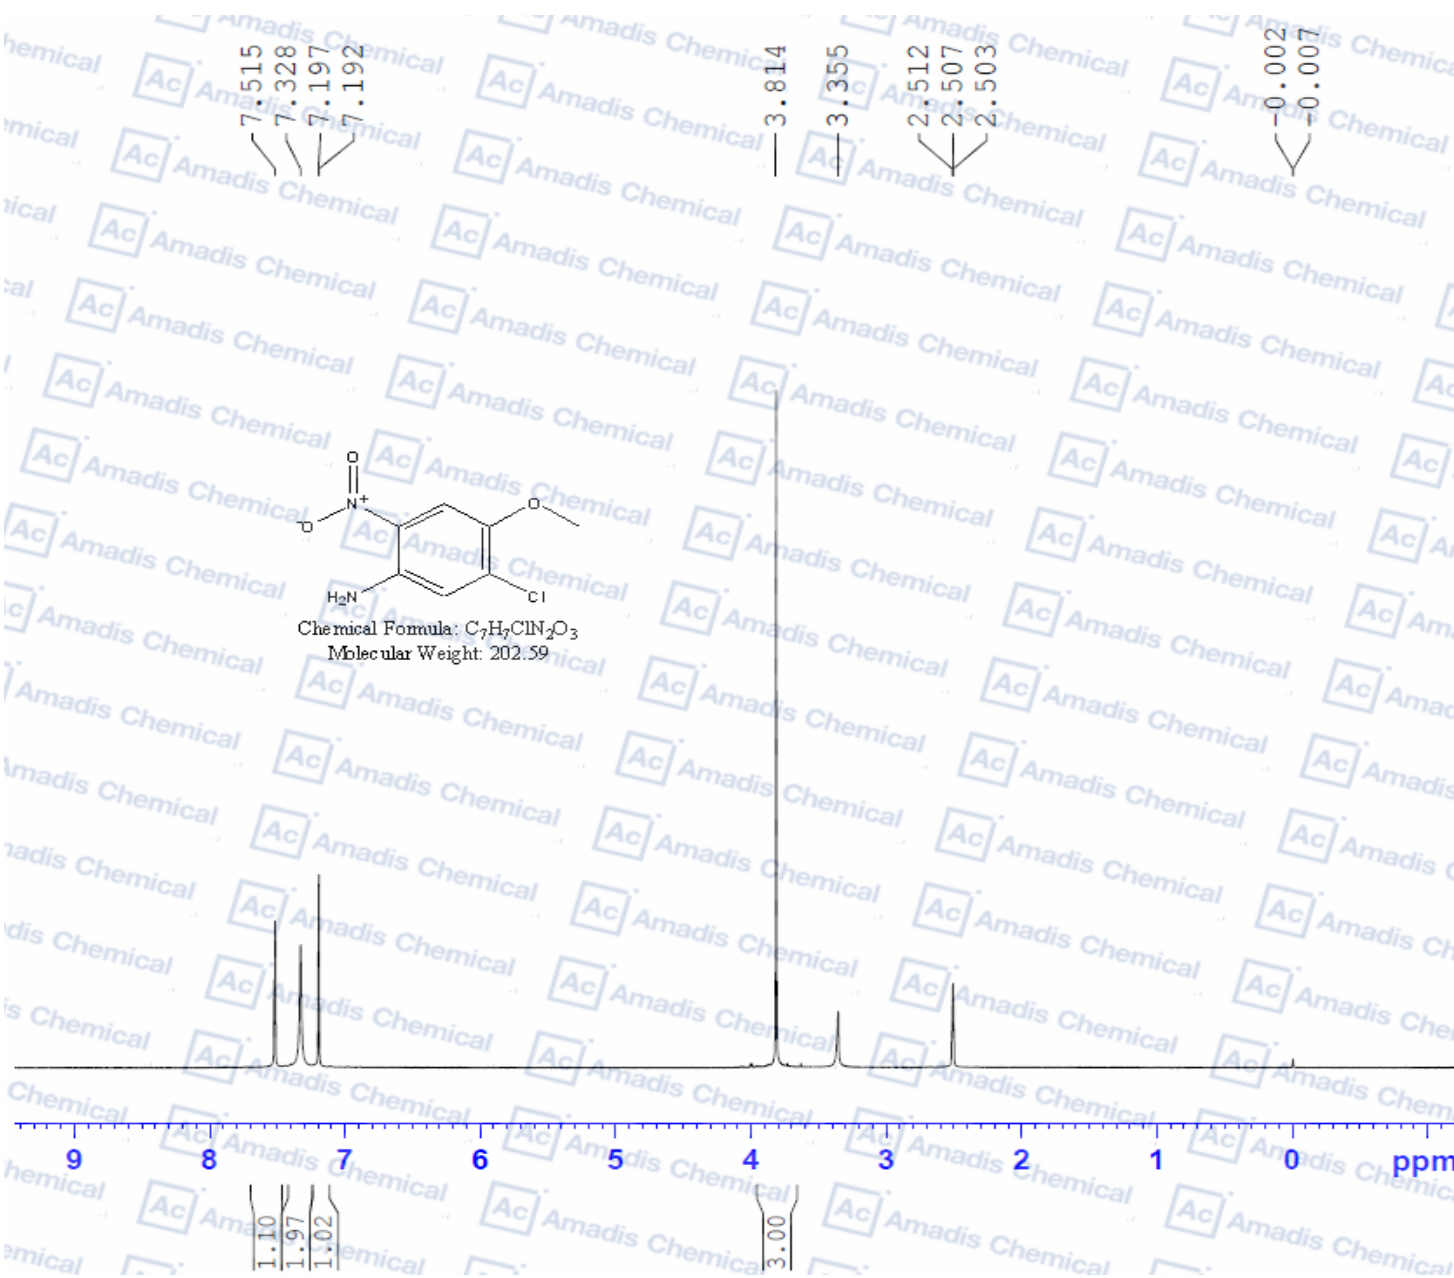 7.515
7.328
7.197
7.192
3.814
3.355
2.512
2.507
2.503
-0.002
-0.007
Ac Amadis Chemical
O
N+
-O
O
H2N
Cl
Chemical Formula: C7H7ClN2O3
Molecular Weight: 202.59
9 8 7 6 5 4 3 2 1 0 ppm
1.10
1.97
1.02
3.00